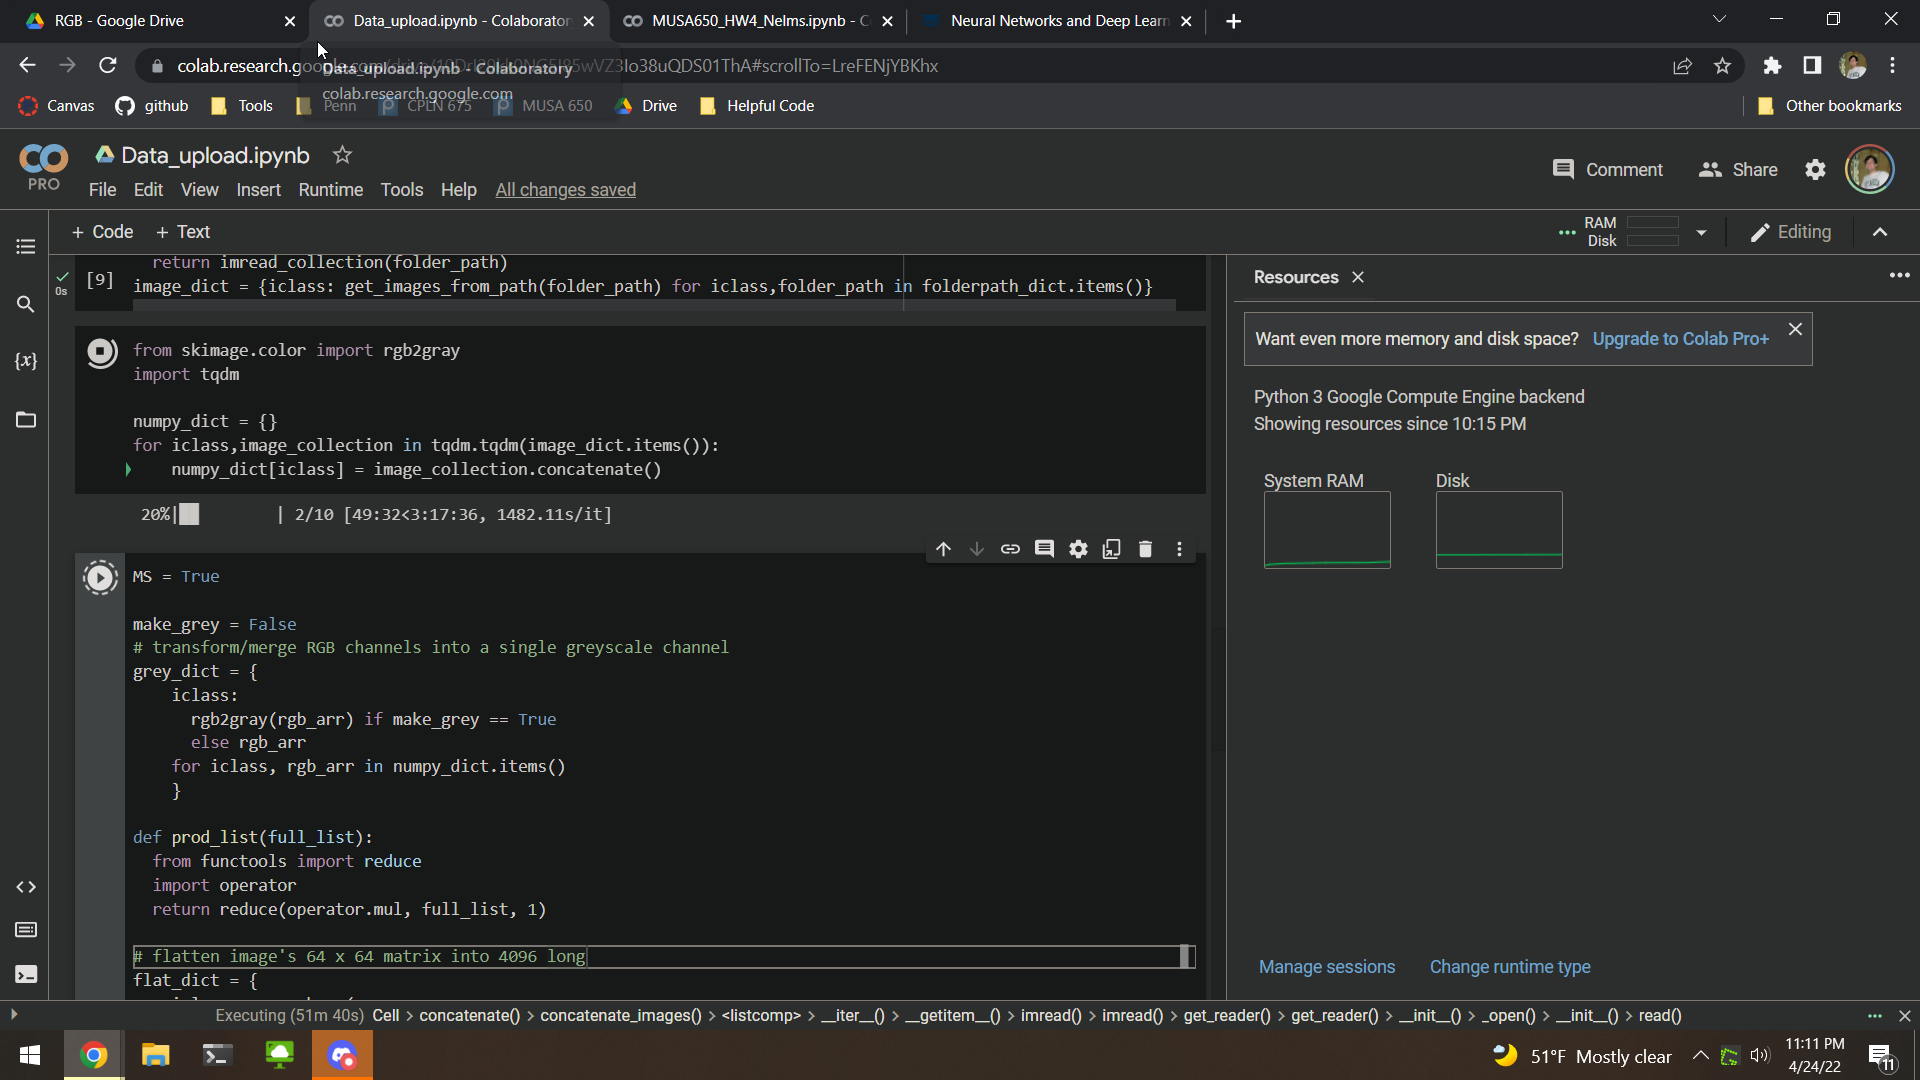 RGB - Google Drive
Data_upload.ipynb - Colaborator
MUSA650_HW4_Nelms.ipynb - C
Neural Networks and Deep Learn
Data_upload.ipynb - Colaboratory
colab.research.google.com
Canvas
github
Tools
Penn
CPLN 675
MUSA 650
Drive
Helpful Code
Other bookmarks
PRO
Data_upload.ipynb
File Edit View Insert Runtime Tools Help All changes saved
Comment
Share
+ Code + Text
RAM
Disk
Editing
0s
[9]
return imread_collection(folder_path)
image_dict = {iclass: get_images_from_path(folder_path) for iclass,folder_path in folderpath_dict.items()}
from skimage.color import rgb2gray
import tqdm
numpy_dict = {}
for iclass,image_collection in tqdm.tqdm(image_dict.items()):
numpy_dict[iclass] = image_collection.concatenate()
20%|██ | 2/10 [49:32<3:17:36, 1482.11s/it]
MS = True
make_grey = False
# transform/merge RGB channels into a single greyscale channel
grey_dict = {
iclass:
rgb2gray(rgb_arr) if make_grey == True
else rgb_arr
for iclass, rgb_arr in numpy_dict.items()
}
def prod_list(full_list):
from functools import reduce
import operator
return reduce(operator.mul, full_list, 1)
# flatten image's 64 x 64 matrix into 4096 long
flat_dict = {
Resources
Want even more memory and disk space? Upgrade to Colab Pro+
Python 3 Google Compute Engine backend
Showing resources since 10:15 PM
System RAM
Disk
Manage sessions
Change runtime type
Executing (51m 40s) Cell > concatenate() > concatenate_images() > <listcomp> > __iter__() > __getitem__() > imread() > imread() > get_reader() > get_reader() > __init__() > _open() > __init__() > read()
51°F Mostly clear
11:11 PM
4/24/22
11